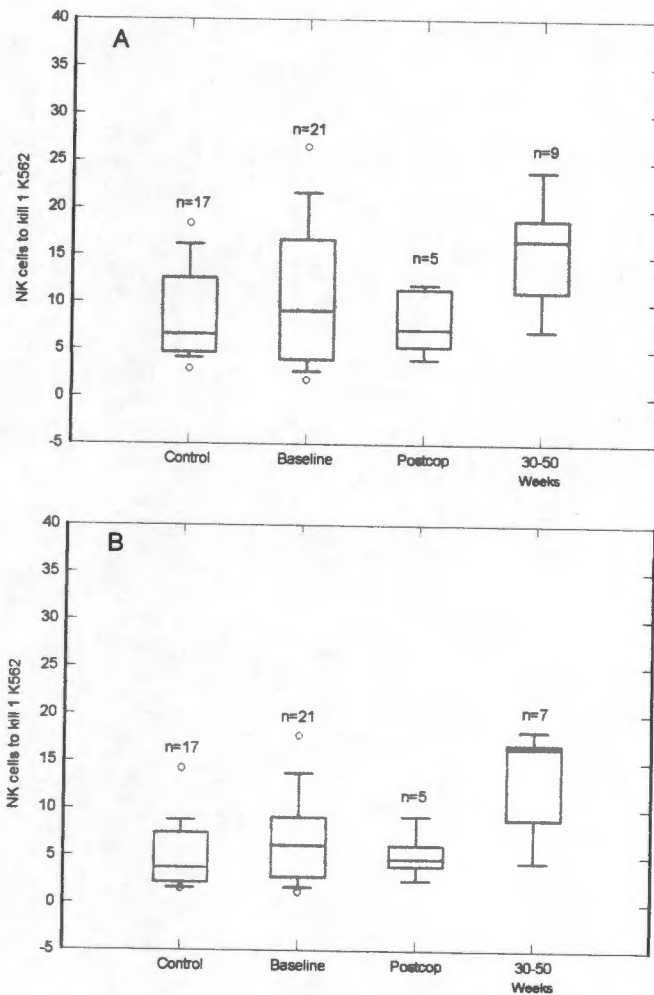 A
NK cells to kill 1 K562
40
35
30
25
20
15
10
5
0
-5
n=17
n=21
n=5
n=9
Control
Baseline
Postcop
30-50
Weeks
B
NK cells to kill 1 K562
40
35
30
25
20
15
10
5
0
-5
n=17
n=21
n=5
n=7
Control
Baseline
Postcop
30-50
Weeks